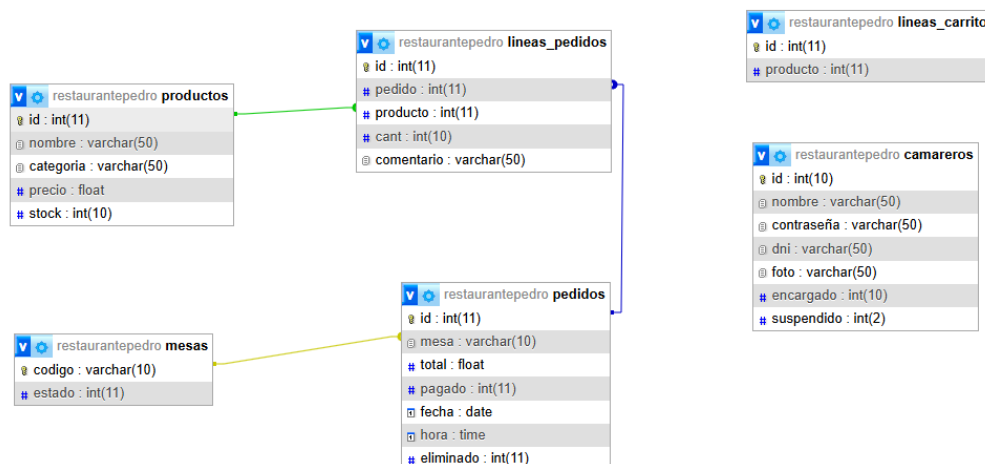 restaurantepedro productos
id : int(11)
nombre : varchar(50)
categoria : varchar(50)
# precio : float
# stock : int(10)
restaurantepedro lineas_pedidos
id : int(11)
# pedido : int(11)
# producto : int(11)
# cant : int(10)
comentario : varchar(50)
restaurantepedro lineas_carrito
id : int(11)
# producto : int(11)
restaurantepedro camareros
id : int(10)
nombre : varchar(50)
contraseña : varchar(50)
dni : varchar(50)
foto : varchar(50)
# encargado : int(10)
# suspendido : int(2)
restaurantepedro mesas
codigo : varchar(10)
# estado : int(11)
restaurantepedro pedidos
id : int(11)
mesa : varchar(10)
# total : float
# pagado : int(11)
fecha : date
hora : time
# eliminado : int(11)